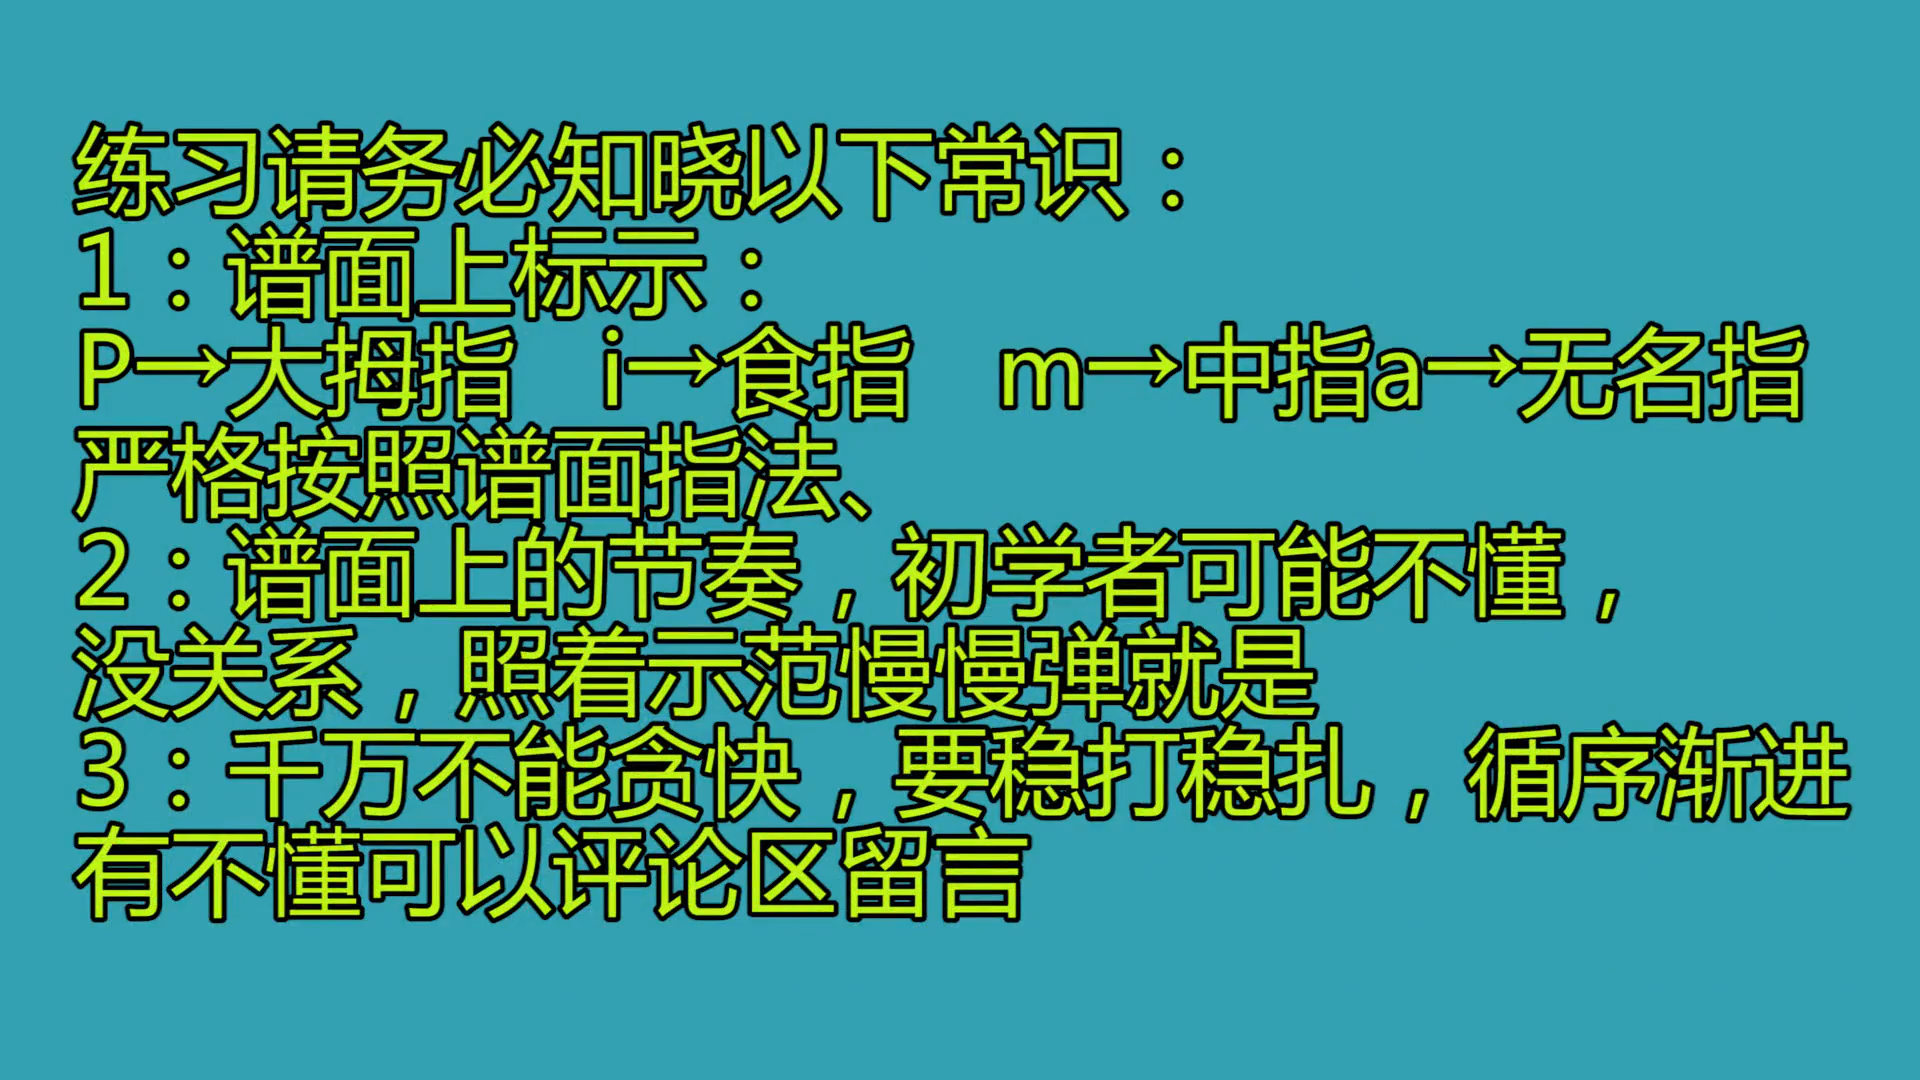 练习请务必知晓以下常识：
1：谱面上标示：
P→大拇指 i→食指 m→中指a→无名指
严格按照谱面指法、
2：谱面上的节奏，初学者可能不懂，
没关系，照着示范慢慢弹就是
3：千万不能贪快，要稳打稳扎，循序渐进
有不懂可以评论区留言